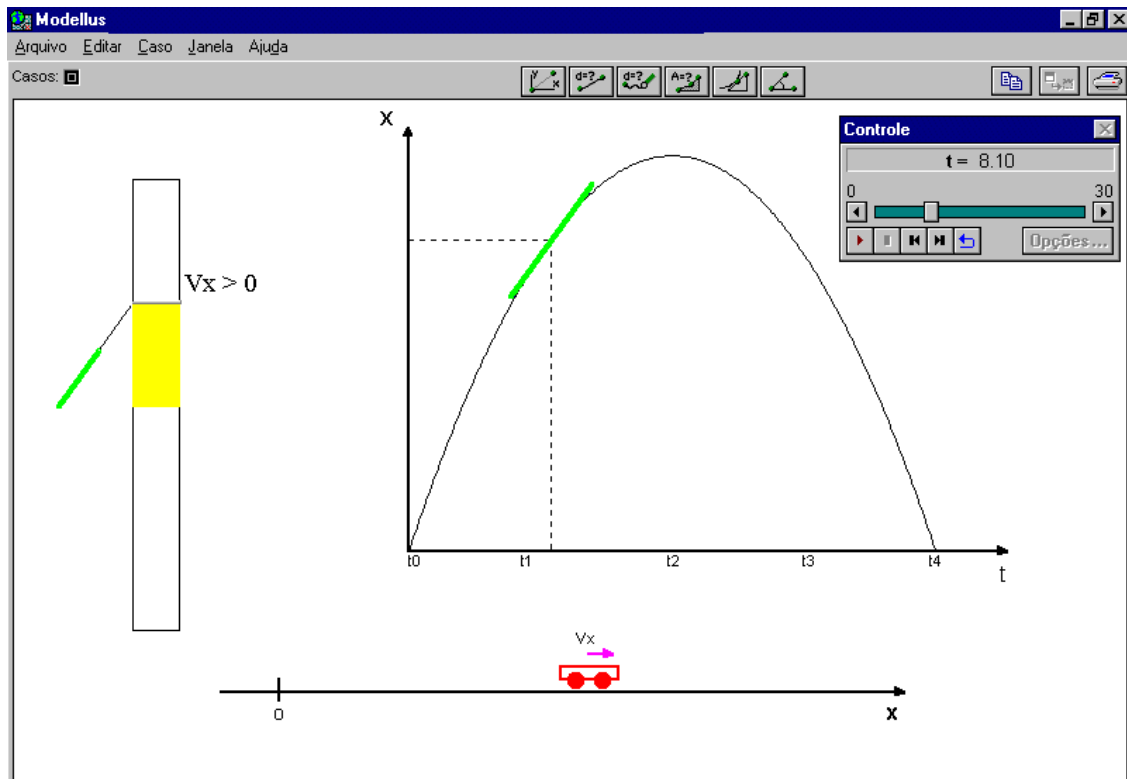 Modellus
Arquivo Editar Caso Janela Ajuda
Casos:
y x d=? d=? A=?
x
Controle
t = 8.10
0 30
Opções...
Vx > 0
t0 t1 t2 t3 t4
t
Vx
0
x